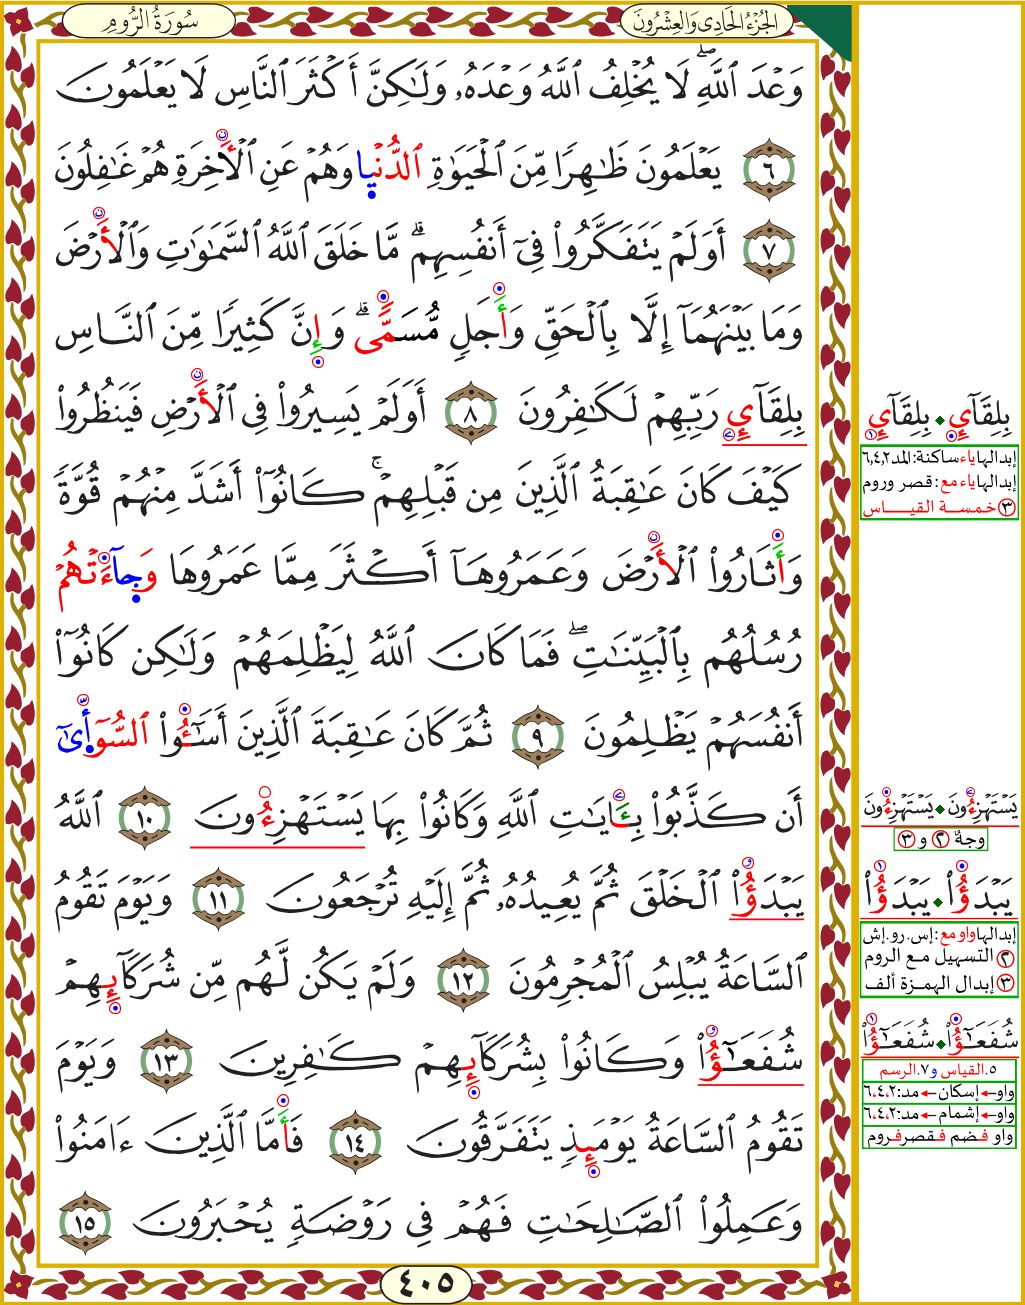 الجُزْءُ الحَادِى وَالعِشْرُونَ
سُورَةُ الرُّومِ
وَعْدَ ٱللَّهِۖ لَا يُخْلِفُ ٱللَّهُ وَعْدَهُۥ وَلَٰكِنَّ أَكْثَرَ ٱلنَّاسِ لَا يَعْلَمُونَ
٦ يَعْلَمُونَ ظَٰهِرًا مِّنَ ٱلْحَيَوٰةِ ٱلدُّنْيَا وَهُمْ عَنِ ٱلْأَخِرَةِ هُمْ غَٰفِلُونَ
٧ أَوَلَمْ يَتَفَكَّرُوا۟ فِىٓ أَنفُسِهِمۗ مَّا خَلَقَ ٱللَّهُ ٱلسَّمَٰوَٰتِ وَٱلْأَرْضَ
وَمَا بَيْنَهُمَآ إِلَّا بِٱلْحَقِّ وَأَجَلٍ مُّسَمًّىۗ وَإِنَّ كَثِيرًا مِّنَ ٱلنَّاسِ
بِلِقَآئِ رَبِّهِمْ لَكَٰفِرُونَ ٨ أَوَلَمْ يَسِيرُوا۟ فِى ٱلْأَرْضِ فَيَنظُرُوا۟
كَيْفَ كَانَ عَٰقِبَةُ ٱلَّذِينَ مِن قَبْلِهِمْۚ كَانُوٓا۟ أَشَدَّ مِنْهُمْ قُوَّةً
وَأَثَارُوا۟ ٱلْأَرْضَ وَعَمَرُوهَآ أَكْثَرَ مِمَّا عَمَرُوهَا وَجَآءَتْهُمْ
رُسُلُهُم بِٱلْبَيِّنَٰتِۖ فَمَا كَانَ ٱللَّهُ لِيَظْلِمَهُمْ وَلَٰكِن كَانُوٓا۟
أَنفُسَهُمْ يَظْلِمُونَ ٩ ثُمَّ كَانَ عَٰقِبَةَ ٱلَّذِينَ أَسَٰٓـُٔوا۟ ٱلسُّوٓأَىٰٓ
أَن كَذَّبُوا۟ بِـَٔايَٰتِ ٱللَّهِ وَكَانُوا۟ بِهَا يَسْتَهْزِءُونَ ١٠ ٱللَّهُ
يَبْدَؤُا۟ ٱلْخَلْقَ ثُمَّ يُعِيدُهُۥ ثُمَّ إِلَيْهِ تُرْجَعُونَ ١١ وَيَوْمَ تَقُومُ
ٱلسَّاعَةُ يُبْلِسُ ٱلْمُجْرِمُونَ ١٢ وَلَمْ يَكُن لَّهُم مِّن شُرَكَآئِهِمْ
شُفَعَٰٓؤُا۟ وَكَانُوا۟ بِشُرَكَآئِهِمْ كَٰفِرِينَ ١٣ وَيَوْمَ
تَقُومُ ٱلسَّاعَةُ يَوْمَئِذٍ يَتَفَرَّقُونَ ١٤ فَأَمَّا ٱلَّذِينَ ءَامَنُوا۟
وَعَمِلُوا۟ ٱلصَّٰلِحَٰتِ فَهُمْ فِى رَوْضَةٍ يُحْبَرُونَ ١٥
٤٠٥
بِلِقَآيِٕ • بِلِقَآيِٕ
إبدالها ياء ساكنة: المد ٦،٤،٢
إبدالها ياء مع: قصر وروم
٣ خمسة القياس
يَسْتَهْزِءُونَ • يَسْتَهْزِءُونَ
وجهُ ٢ و ٣
يَبْدَؤُا۟ • يَبْدَؤُا۟
إبدالها واو مع: إس.رو.إش
٢ التسهيل مع الروم
٣ إبدال الهمزة ألف
شُفَعَٰٓؤُا۟ • شُفَعَٰٓؤُا۟
٥.القياس و٧.الرسم
واو ← إسكان ← مد: ٦،٤،٢
واو ← إشمام ← مد: ٦،٤،٢
واو فضم فقصر فروم